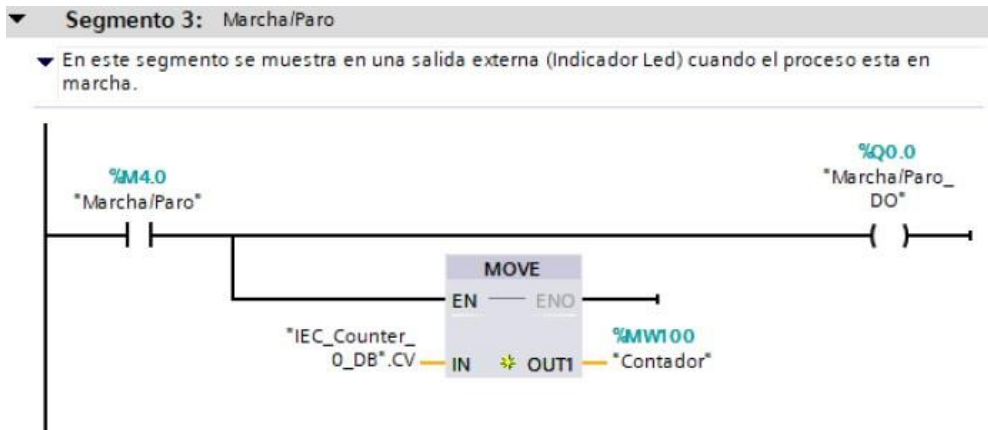 Segmento 3: Marcha/Paro
En este segmento se muestra en una salida externa (Indicador Led) cuando el proceso esta en
marcha.
%M4.0
"Marcha/Paro"
%Q0.0
"Marcha/Paro_
DO"
MOVE
EN ENO
"IEC_Counter_
0_DB".CV
IN OUT1
%MW100
"Contador"